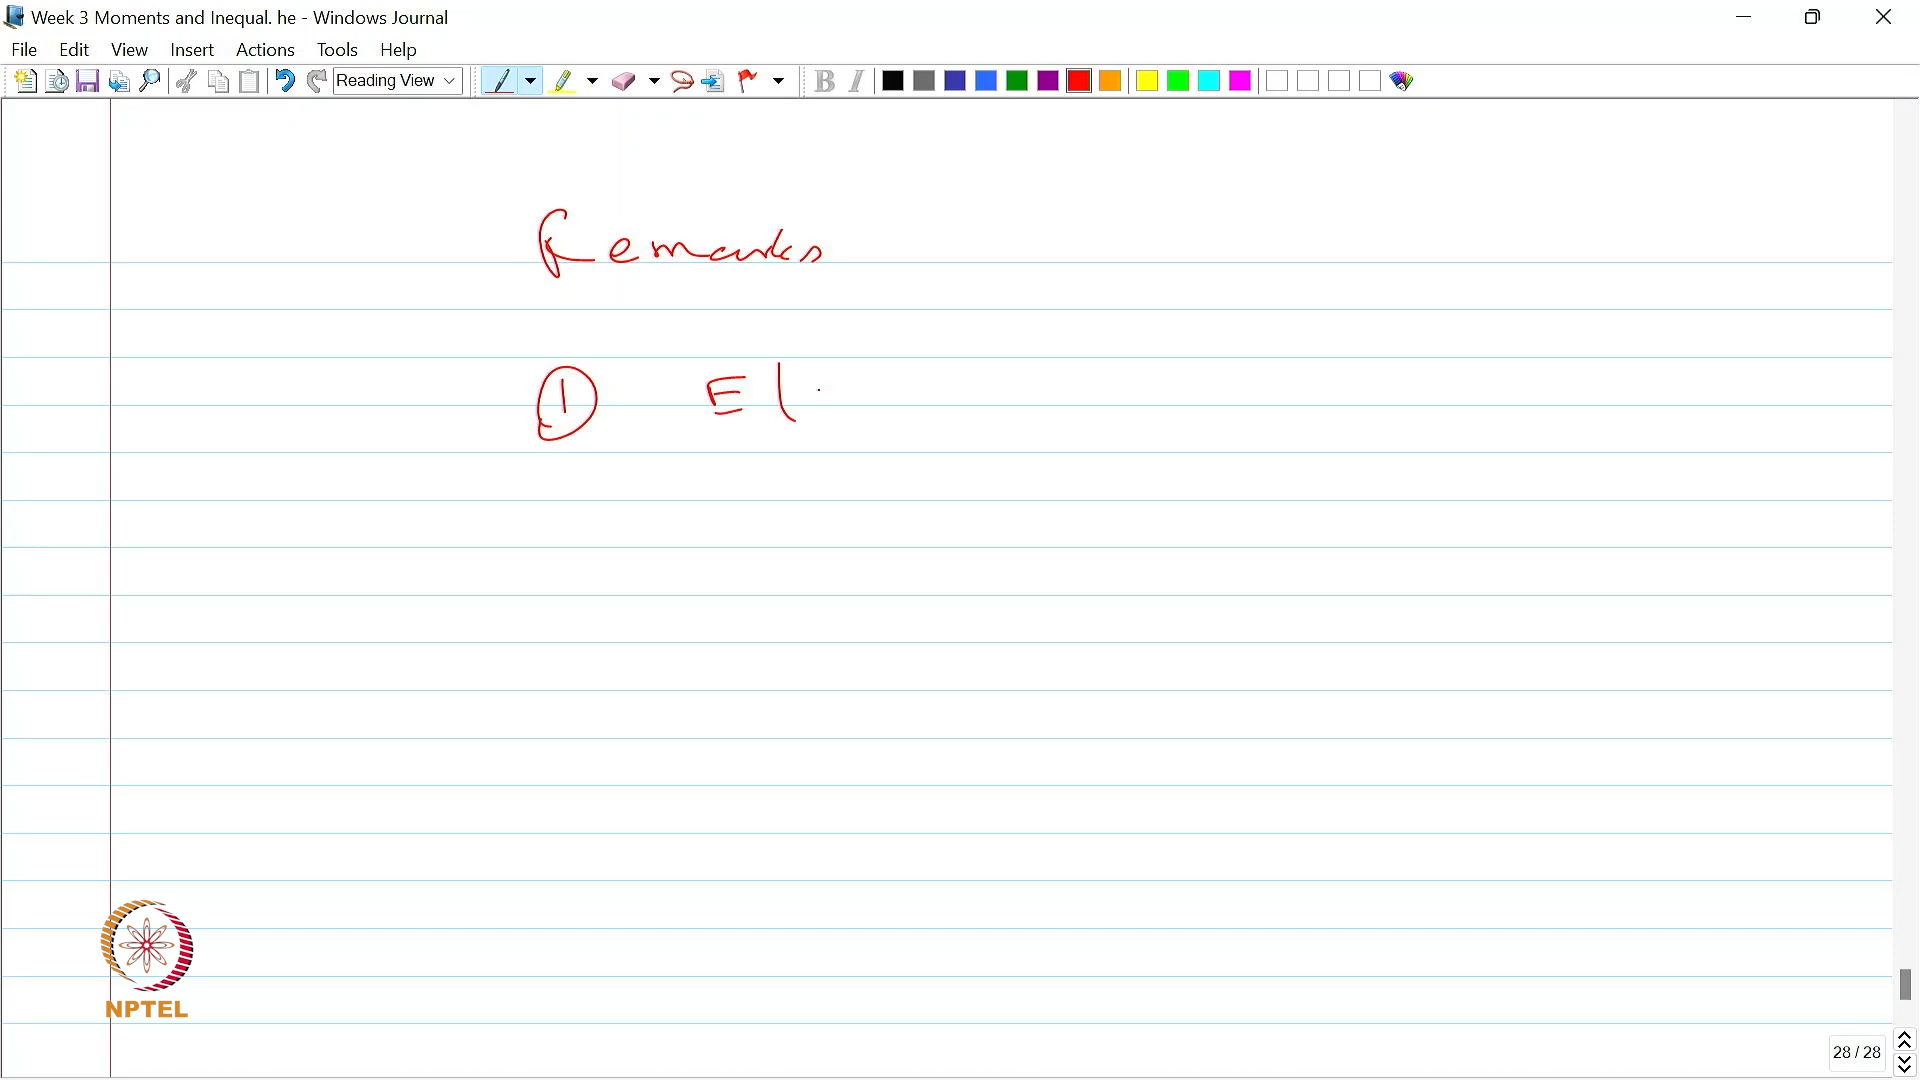 Week 3 Moments and Inequal. he - Windows Journal
File Edit View Insert Actions Tools Help
Reading View B I
Remarks
① E (
NPTEL
28 / 28